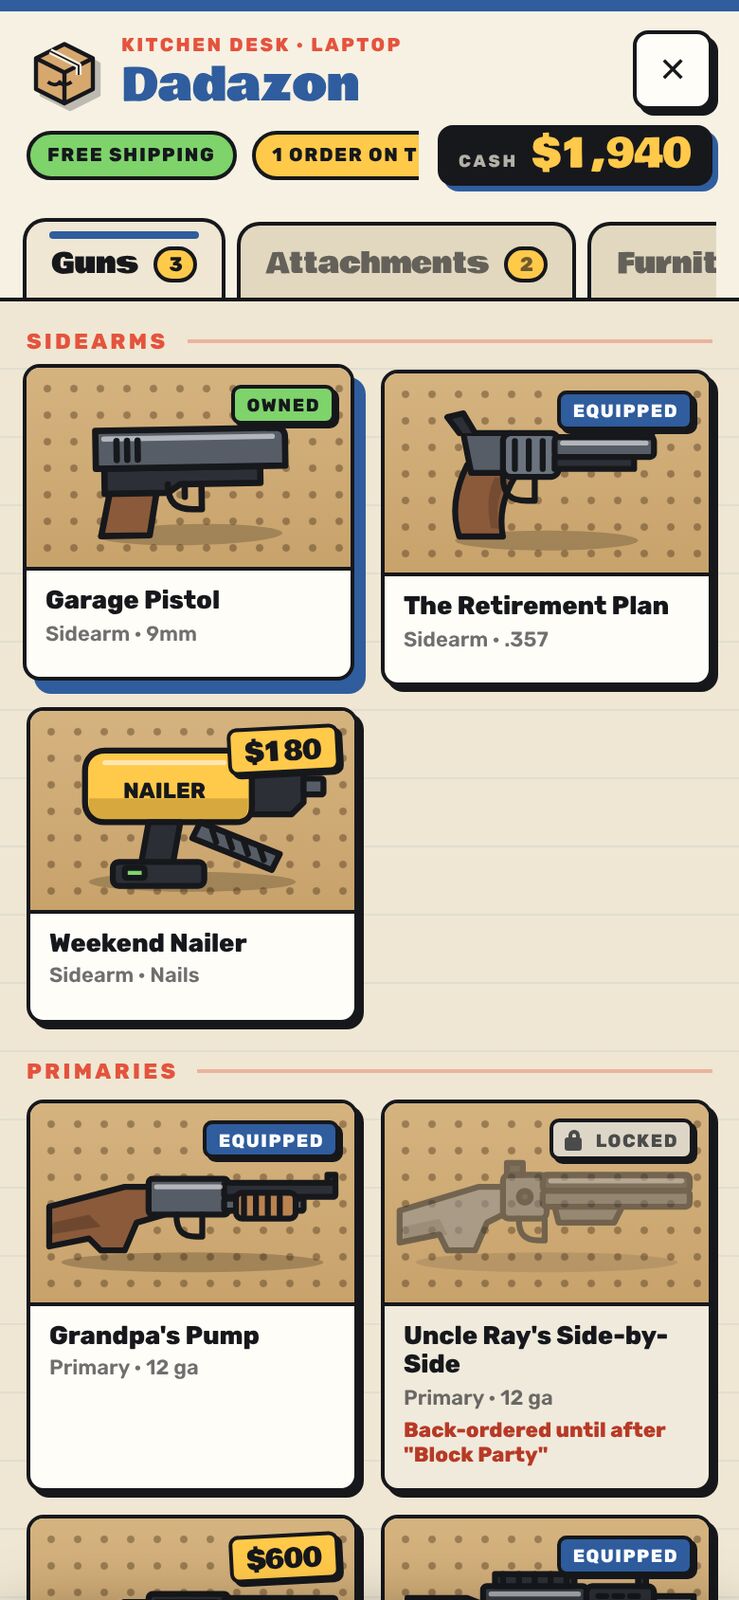 KITCHEN DESK • LAPTOP
Dadazon
×
FREE SHIPPING
1 ORDER ON T
CASH $1,940
Guns 3
Attachments 2
Furnit
SIDEARMS
OWNED
Garage Pistol
Sidearm • 9mm
EQUIPPED
The Retirement Plan
Sidearm • .357
$180
NAILER
Weekend Nailer
Sidearm • Nails
PRIMARIES
EQUIPPED
Grandpa's Pump
Primary • 12 ga
LOCKED
Uncle Ray's Side-by-
Side
Primary • 12 ga
Back-ordered until after
"Block Party"
$600
EQUIPPED